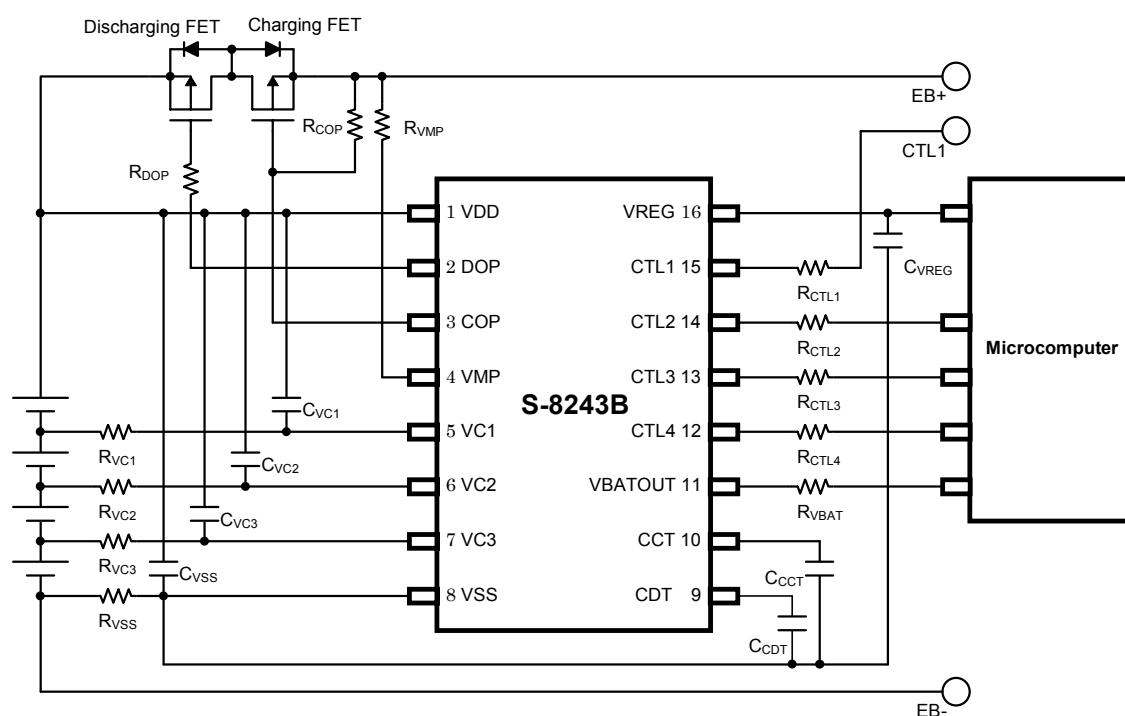 Discharging FET
Charging FET
EB+
RCOP
RVMP
CTL1
RDOP
1 VDD
VREG 16
2 DOP
CTL1 15
CVREG
RCTL1
3 COP
CTL2 14
RCTL2
Microcomputer
4 VMP
CTL3 13
S-8243B
RCTL3
CVC1
5 VC1
CTL4 12
RVC1
RCTL4
CVC2
6 VC2
VBATOUT 11
RVC2
RVBAT
CVC3
7 VC3
CCT 10
RVC3
CVSS
CCCT
8 VSS
CDT 9
RVSS
CCDT
EB-